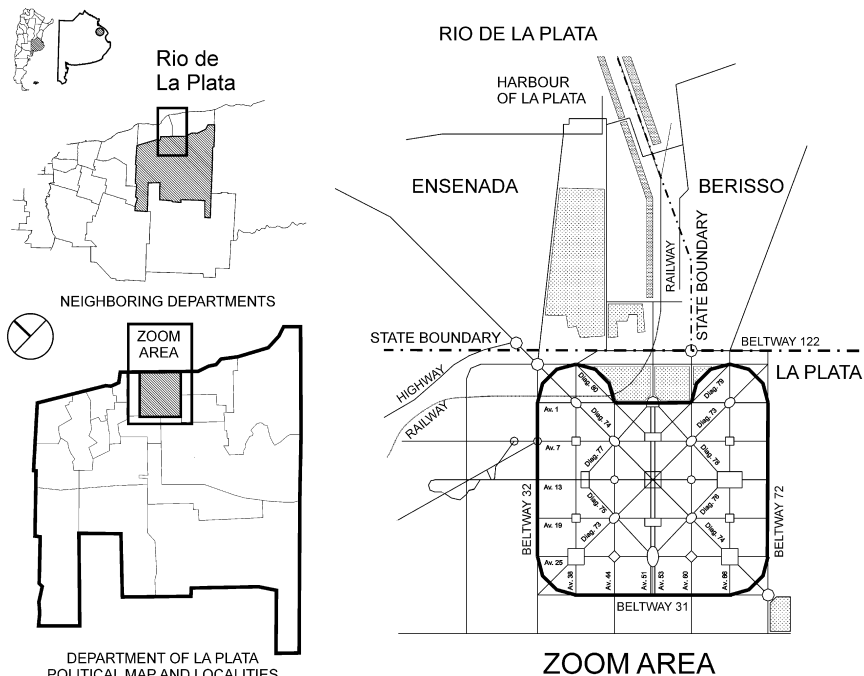 Rio de
La Plata
NEIGHBORING DEPARTMENTS
ZOOM
AREA
DEPARTMENT OF LA PLATA
POLITICAL MAP AND LOCALITIES
RIO DE LA PLATA
HARBOUR
OF LA PLATA
ENSENADA
BERISSO
RAILWAY
STATE BOUNDARY
STATE BOUNDARY
BELTWAY 122
LA PLATA
HIGHWAY
RAILWAY
Diag. 80
Diag. 79
Av. 1
Diag. 74
Diag. 73
Av. 7
Diag. 77
Diag. 78
Av. 13
BELTWAY 32
BELTWAY 72
Diag. 75
Diag. 76
Av. 19
Diag. 73
Diag. 74
Av. 25
Av. 38
Av. 44
Av. 51
Av. 53
Av. 60
Av. 66
BELTWAY 31
ZOOM AREA